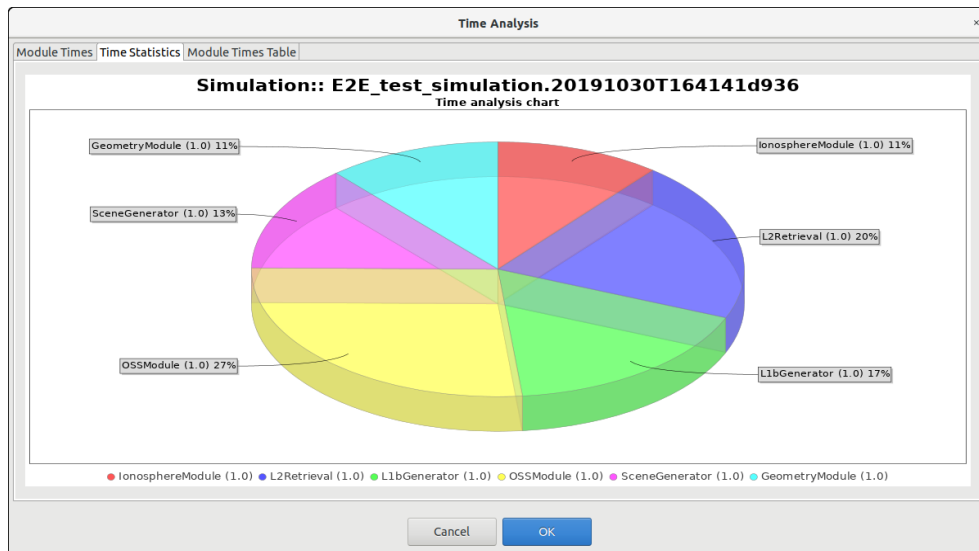 Time Analysis
×
Module Times
Time Statistics
Module Times Table
Simulation:: E2E_test_simulation.20191030T164141d936
Time analysis chart
GeometryModule (1.0) 11%
IonosphereModule (1.0) 11%
SceneGenerator (1.0) 13%
L2Retrieval (1.0) 20%
OSSModule (1.0) 27%
L1bGenerator (1.0) 17%
IonosphereModule (1.0) L2Retrieval (1.0) L1bGenerator (1.0) OSSModule (1.0) SceneGenerator (1.0) GeometryModule (1.0)
Cancel
OK